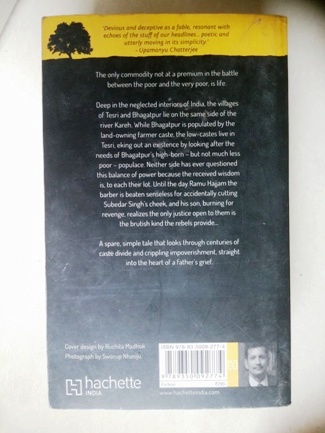 'Devious and deceptive as a fable, resonant with
echoes of the stuff of our headlines... poetic and
utterly moving in its simplicity.'
- Upamanyu Chatterjee
The only commodity not at a premium in the battle
between the poor and the very poor, is life.
Deep in the neglected interiors of India, the villages
of Tesri and Bhagatpur lie on the same side of the
river Kareh. While Bhagatpur is populated by the
land-owning farmer caste, the low-castes live in
Tesri, eking out an existence by looking after the
needs of Bhagatpur's high-born – but not much less
poor – populace. Neither side has ever questioned
this balance of power because the received wisdom
is, to each their lot. Until the day Ramu Hajjam the
barber is beaten senseless for accidentally cutting
Subedar Singh's cheek, and his son, burning for
revenge, realizes the only justice open to them is
the brutish kind the rebels provide...
A spare, simple tale that looks through centuries of
caste divide and crippling impoverishment, straight
into the heart of a father's grief.
Cover design by Ruchita Madhok
Photograph by Swarup
hachette
INDIA
www.hachetteindia.com